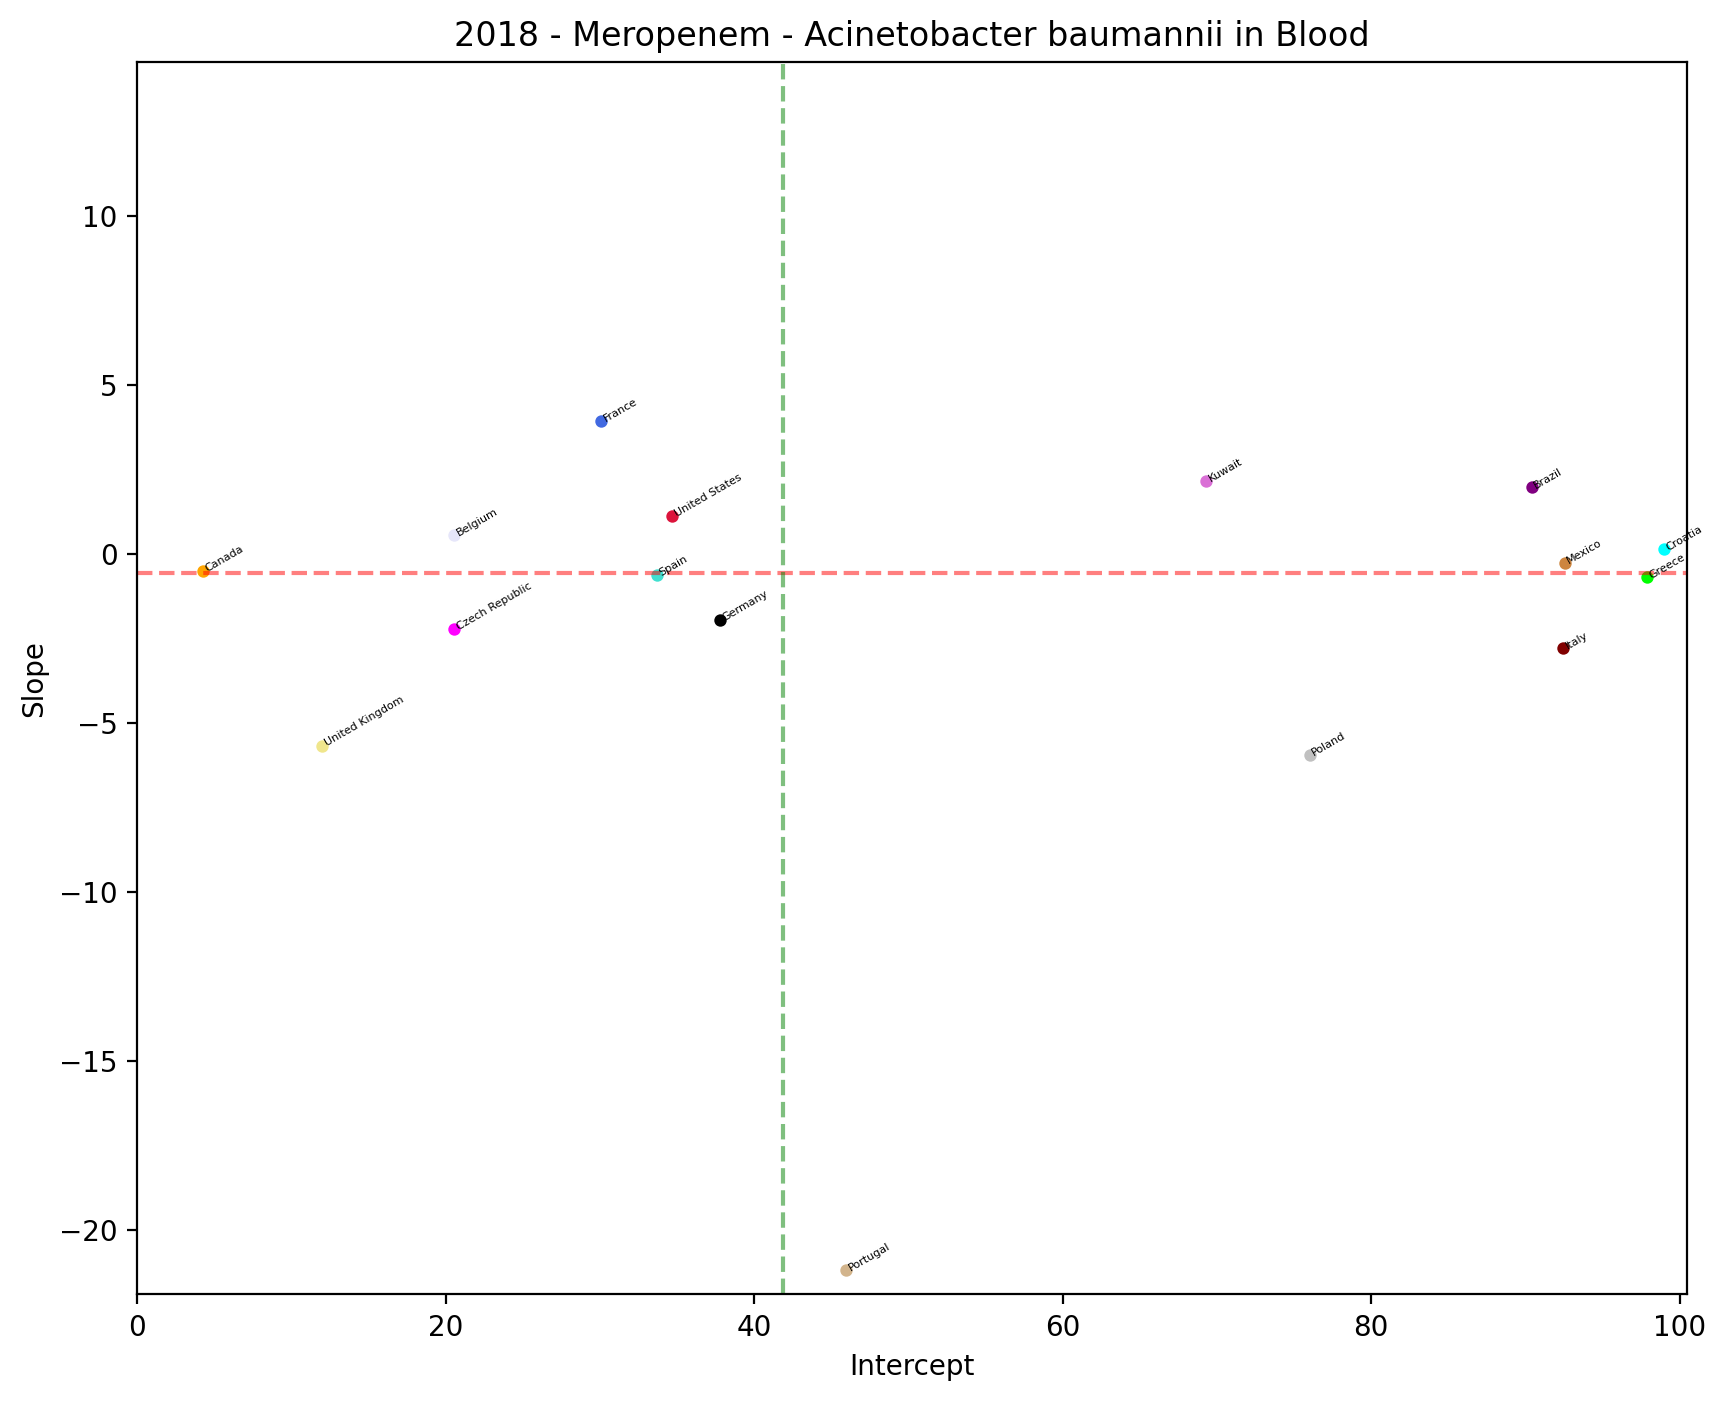 2018 - Meropenem - Acinetobacter baumannii in Blood
10
5
0
−5
−10
−15
−20
Slope
France
Kuwait
Brazil
United States
Belgium
Croatia
Canada
Spain
Mexico
Greece
Czech Republic
Germany
Italy
United Kingdom
Poland
Portugal
0 20 40 60 80 100
Intercept